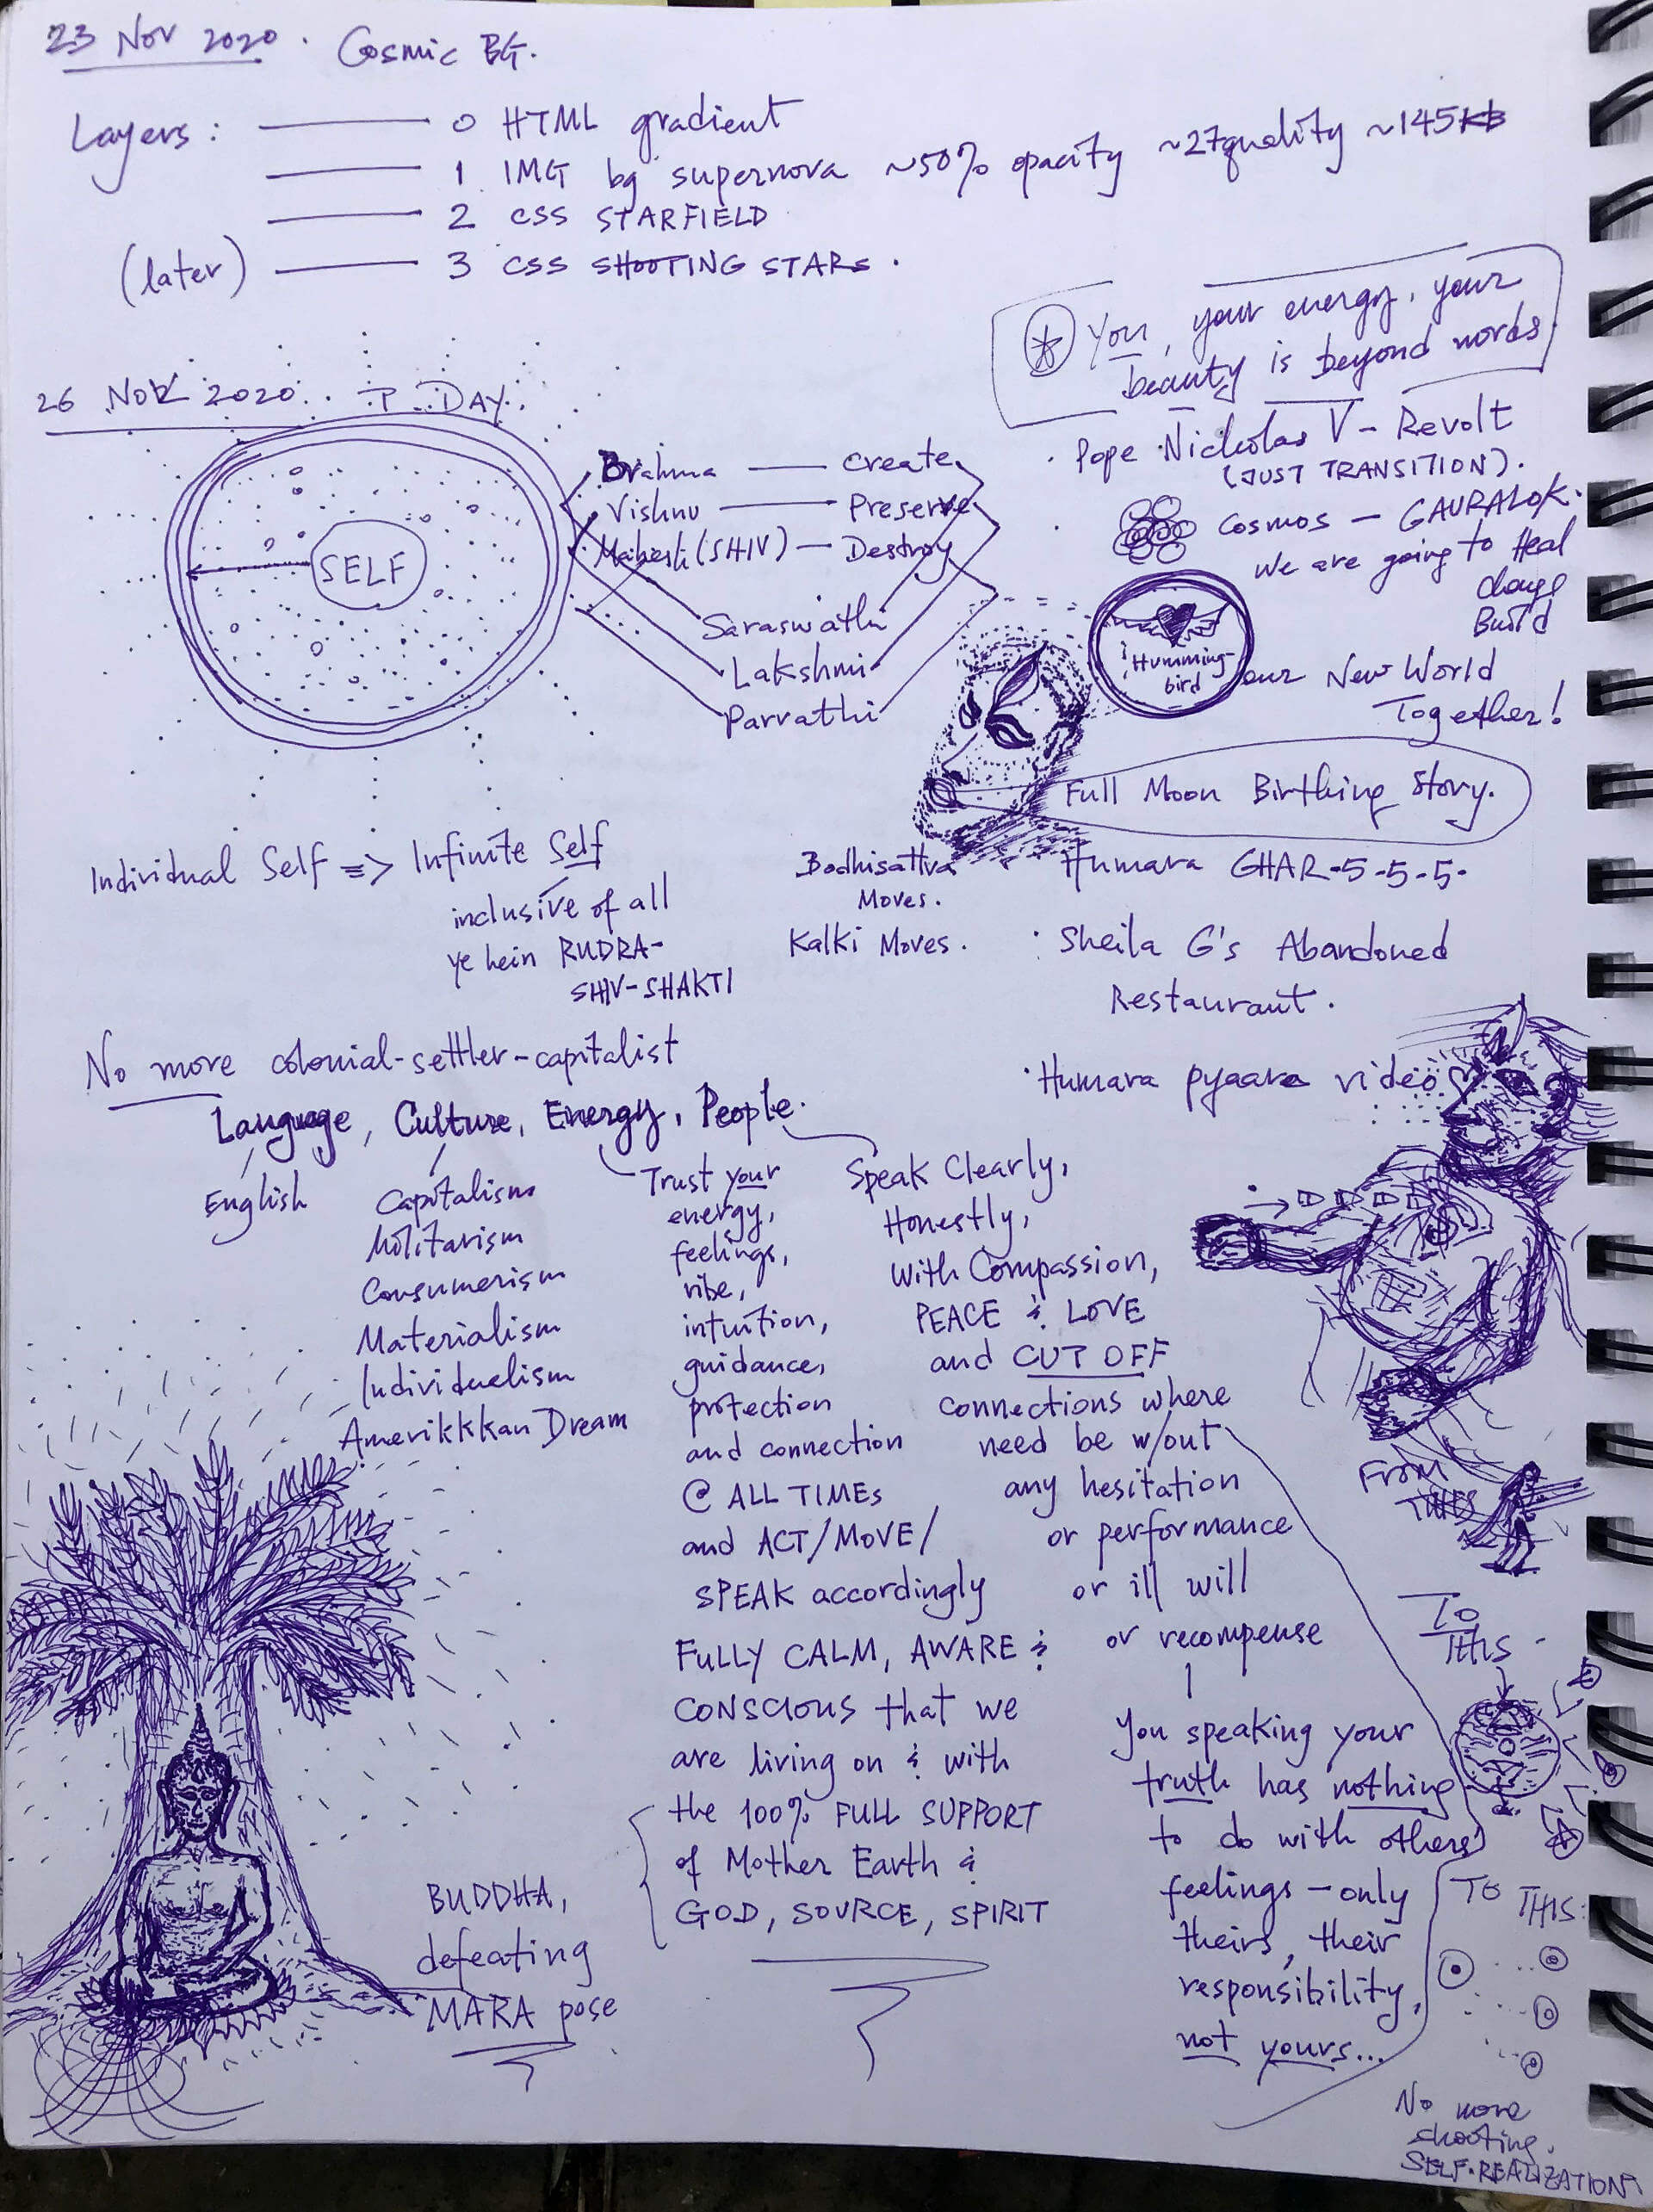 23 Nov 2020. Cosmic BG.
Layers: 0 HTML gradient
1 IMG bg supernova ~50% opacity ~27quality ~145KB
2 CSS STARFIELD
(later) 3 CSS SHOOTING STARS.
You, your energy, your
beauty is beyond words
26 NOV 2020. T DAY.
SELF
Brahma — Create
Vishnu — Preserve
Mahesh (SHIV) — Destroy
Saraswathi
Lakshmi
Parvathi
· Pope Nicholas V - Revolt
(JUST TRANSITION).
· Cosmos - GAURALOK.
We are going to Heal
Change
Build
our New World
Together!
Humming-
bird
Full Moon Birthing Story.
Individual Self => Infinite Self
inclusive of all
ye hein RUDRA-
SHIV-SHAKTI
Bodhisattva
Moves.
Kalki Moves.
Humara GHAR-5-5-5-
· Sheila G's Abandoned
Restaurant.
· Humara pyaara video
No more colonial-settler-capitalist
Language, Culture, Energy, People.
English
Capitalism
Militarism
Consumerism
Materialism
Individualism
Amerikkkan Dream
Trust your
energy,
feelings,
vibe,
intuition,
guidance,
protection
and connection
@ ALL TIMES
and ACT/MOVE/
SPEAK accordingly
FULLY CALM, AWARE &
CONSCIOUS that we
are living on & with
the 100% FULL SUPPORT
of Mother Earth &
GOD, SOURCE, SPIRIT
Speak Clearly,
Honestly,
With Compassion,
PEACE & LOVE
and CUT OFF
connections where
need be w/out
any hesitation
or performance
or ill will
or recompense
You speaking your
truth has nothing
to do with others'
feelings - only
theirs, their
responsibility,
not yours...
From
THIS
TO
THIS -
TO THIS:
No more
shooting.
SELF-REALIZATION
BUDDHA,
defeating
MARA pose